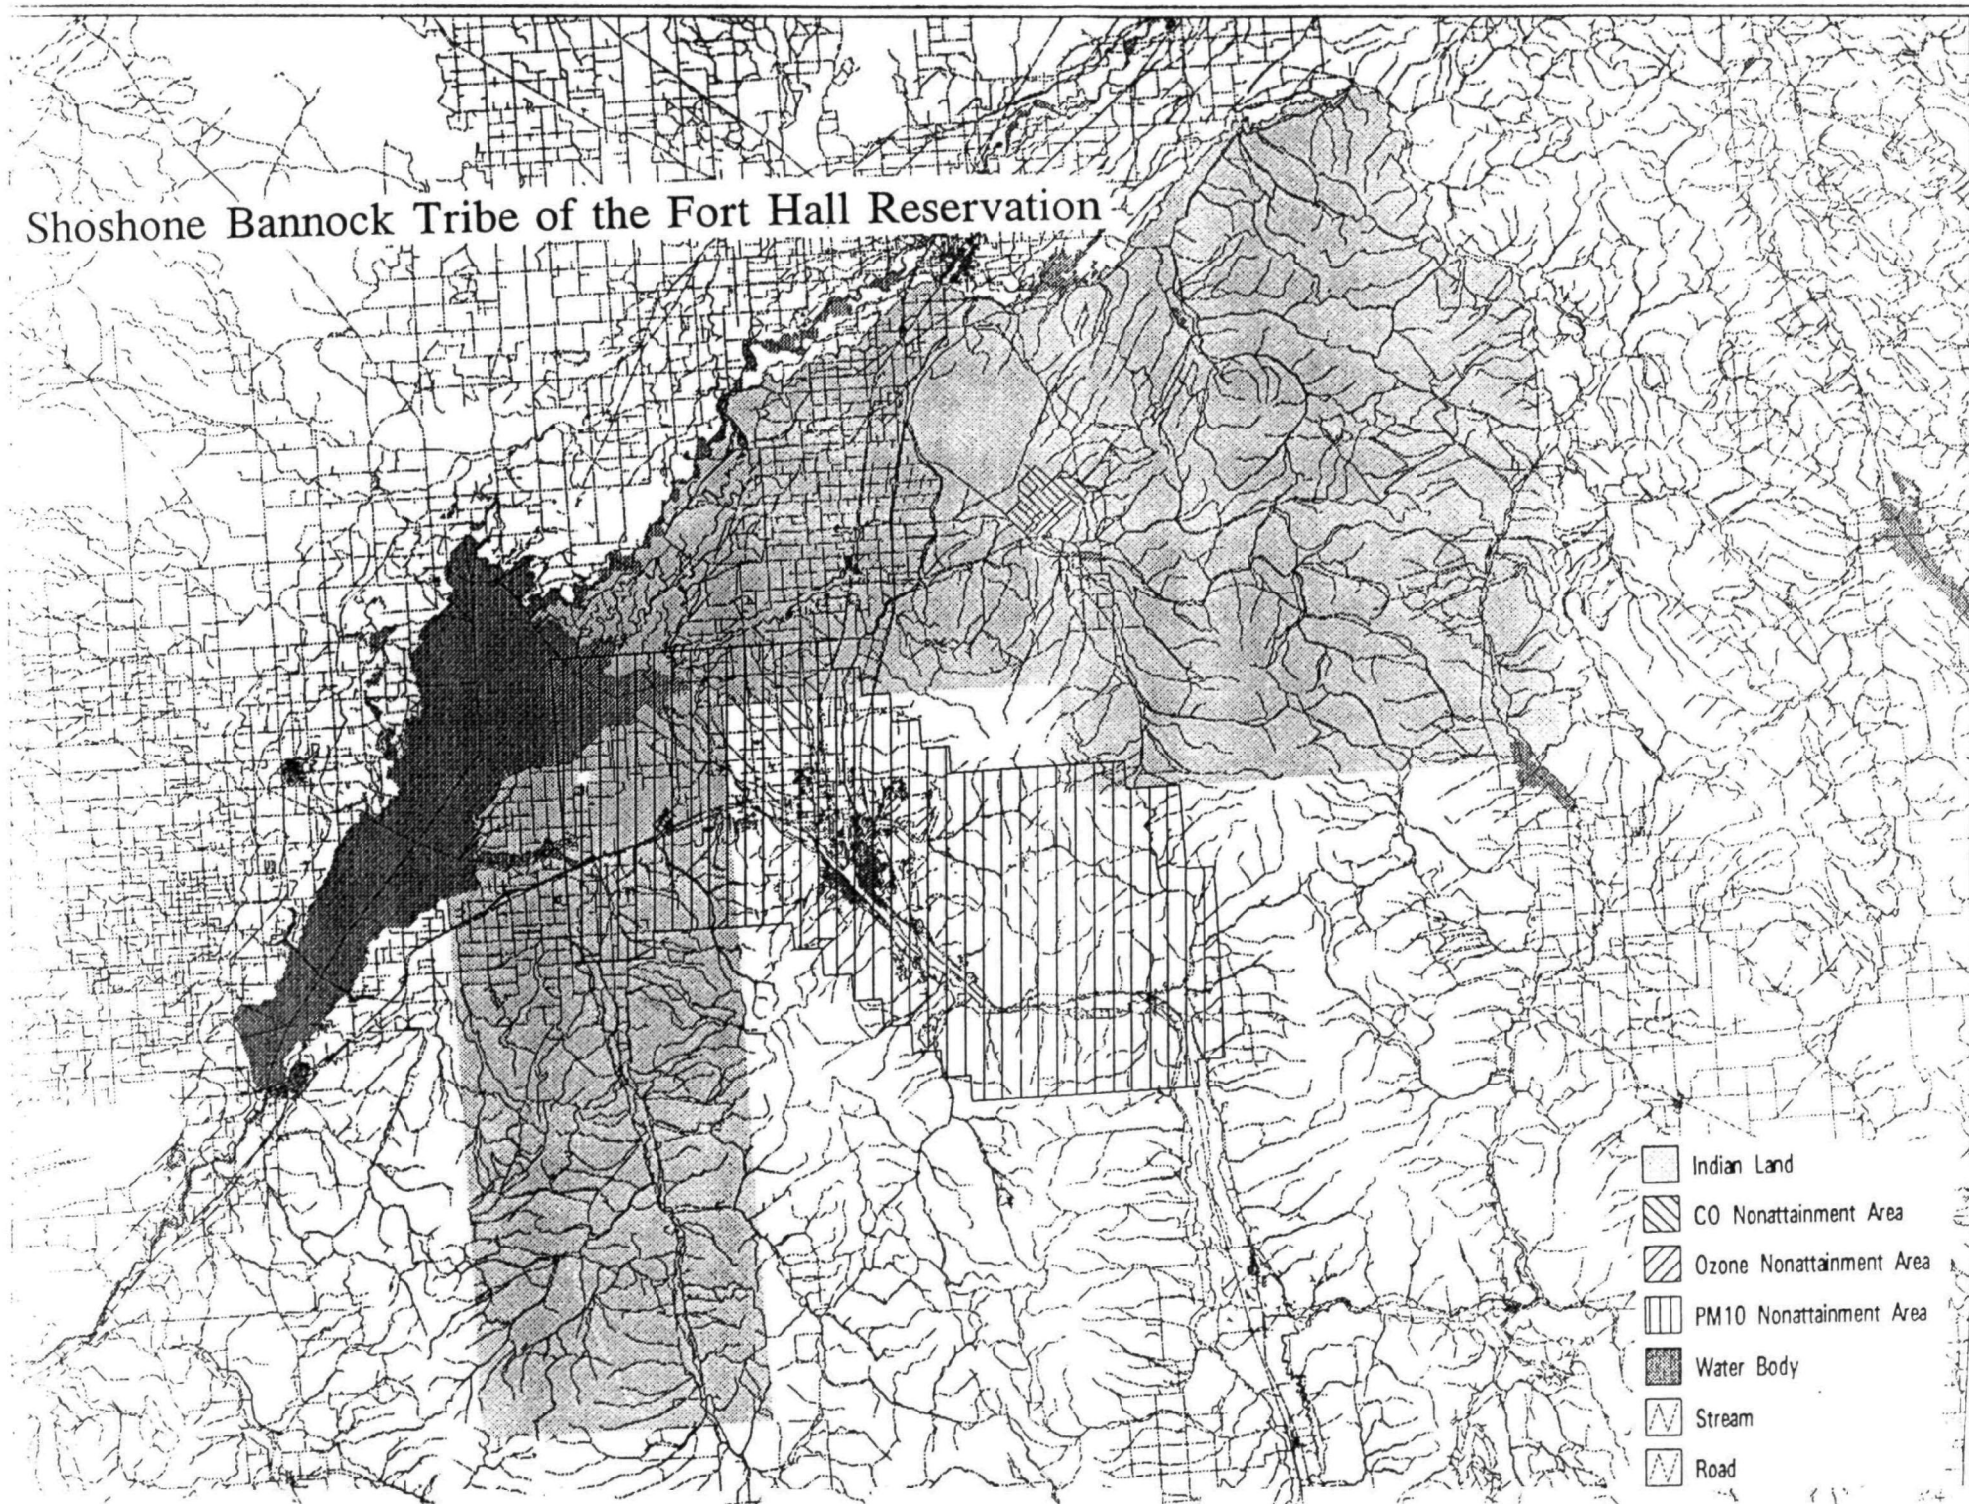 Shoshone Bannock Tribe of the Fort Hall Reservation
Indian Land
CO Nonattainment Area
Ozone Nonattainment Area
PM10 Nonattainment Area
Water Body
Stream
Road